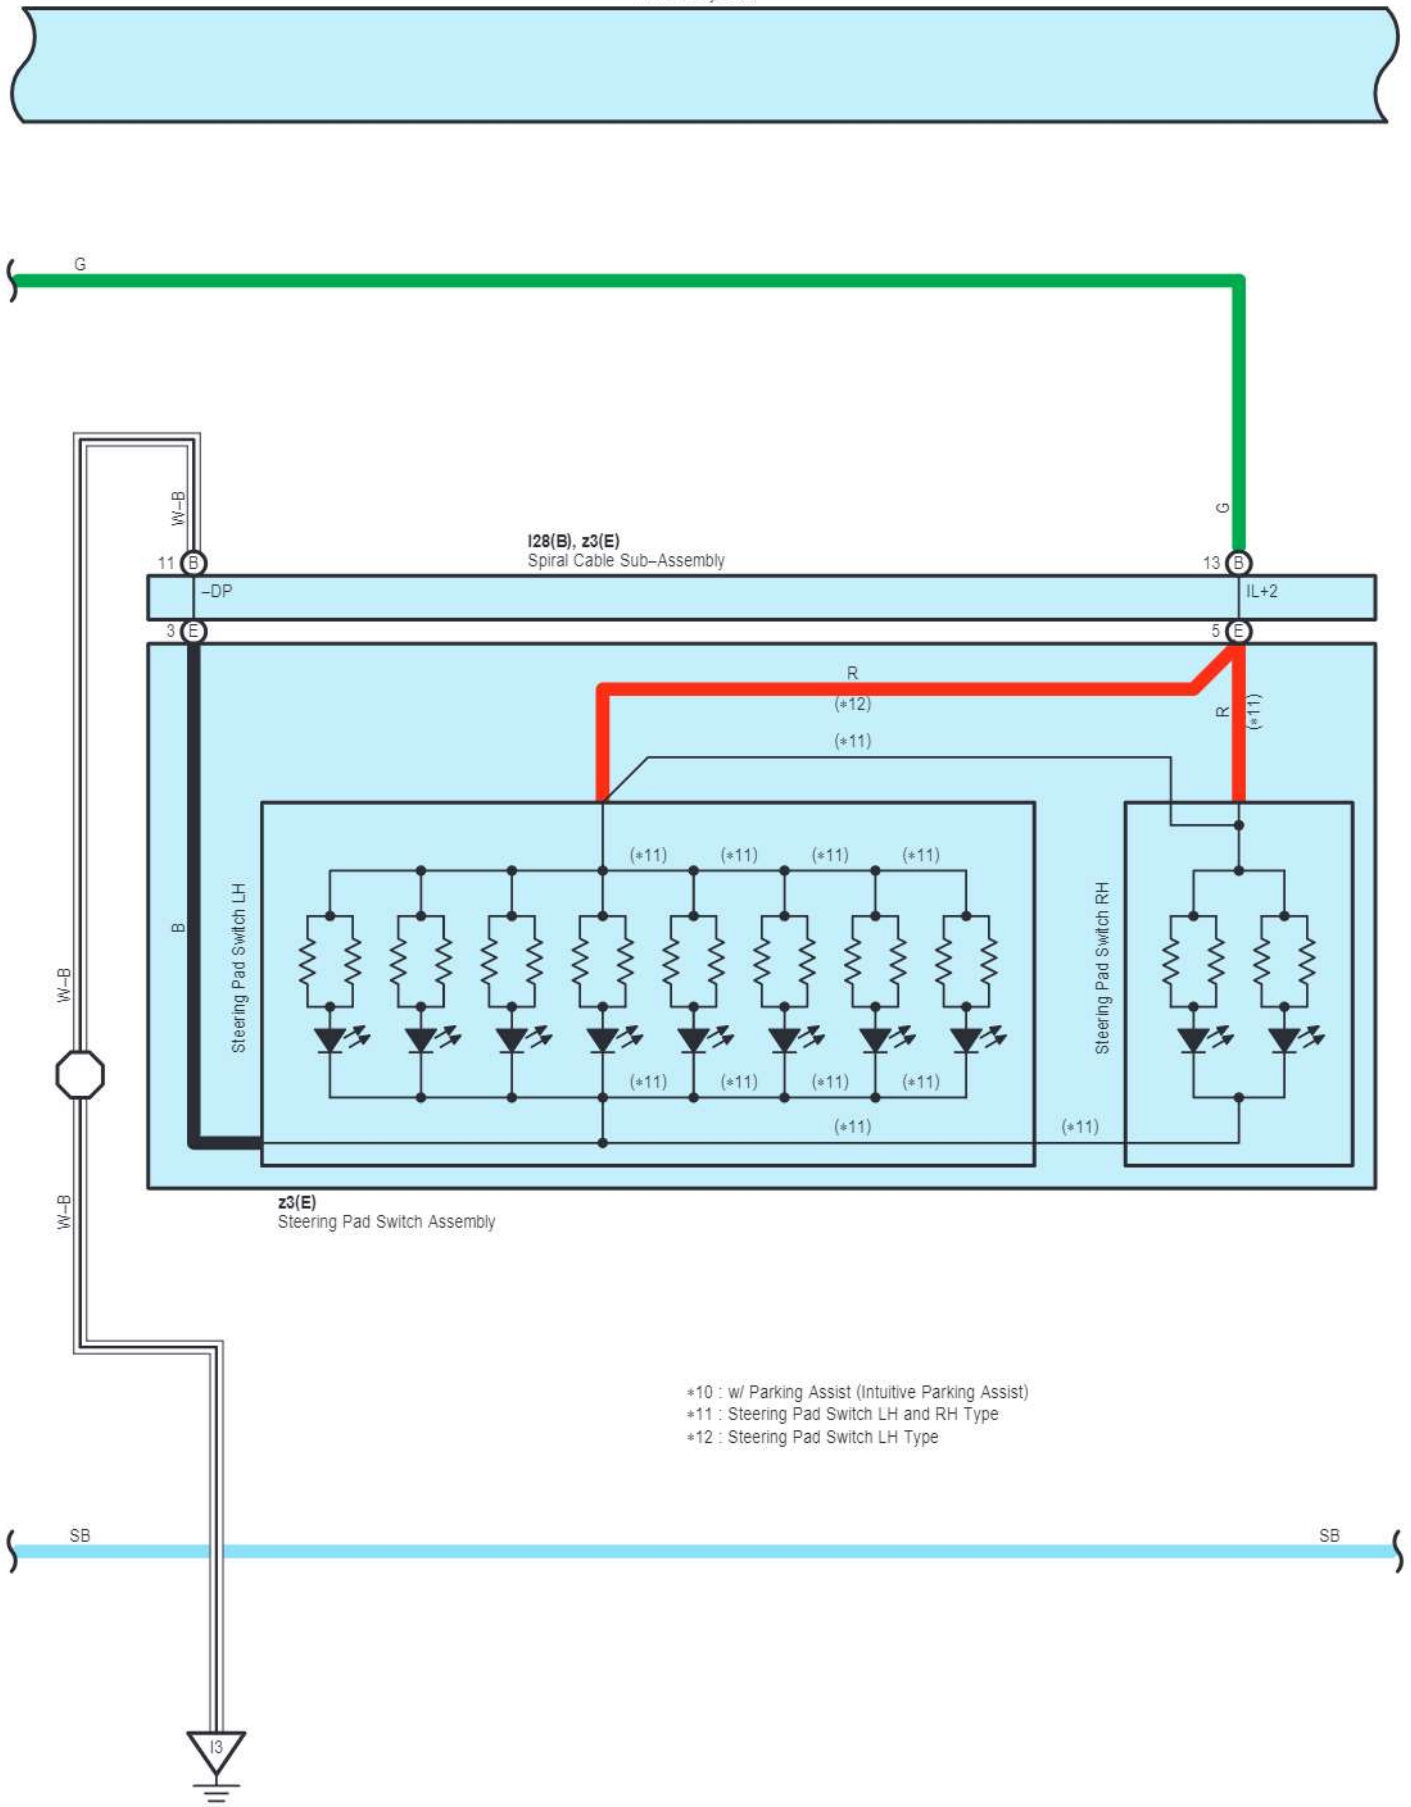 G
W–B
G
I28(B), z3(E)
Spiral Cable Sub–Assembly
11 B
13 B
–DP
IL+2
3 E
5 E
R
(∗12)
R
(∗11)
(∗11)
(∗11) (∗11) (∗11) (∗11)
Steering Pad Switch LH
Steering Pad Switch RH
B
W–B
(∗11) (∗11) (∗11) (∗11)
(∗11)
(∗11)
z3(E)
Steering Pad Switch Assembly
W–B
∗10 : w/ Parking Assist (Intuitive Parking Assist)
∗11 : Steering Pad Switch LH and RH Type
∗12 : Steering Pad Switch LH Type
SB
SB
I3